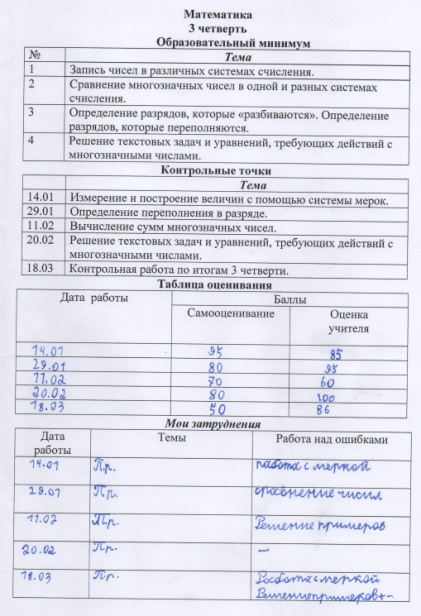 Математика
3 четверть
Образовательный минимум
№ Тема
1 Запись чисел в различных системах счисления.
2 Сравнение многозначных чисел в одной и разных системах
счисления.
3 Определение разрядов, которые «разбиваются». Определение
разрядов, которые переполняются.
4 Решение текстовых задач и уравнений, требующих действий с
многозначными числами.
Контрольные точки
Тема
14.01 Измерение и построение величин с помощью системы мерок.
29.01 Определение переполнения в разряде.
11.02 Вычисление сумм многозначных чисел.
20.02 Решение текстовых задач и уравнений, требующих действий с
многозначными числами.
18.03 Контрольная работа по итогам 3 четверти.
Таблица оценивания
Дата работы Баллы
Самооценивание Оценка
учителя
14.01 95 85
29.01 80 95
11.02 70 60
20.02 80 100
18.03 50 86
Мои затруднения
Дата Темы Работа над ошибками
работы
14.01 Пр. работа с меркой
29.01 Пр. сравнение чисил
11.02 Пр. Решение примеров
20.02 Пр. —
18.03 Пр. Росбота с меркой
Решение примеров+-